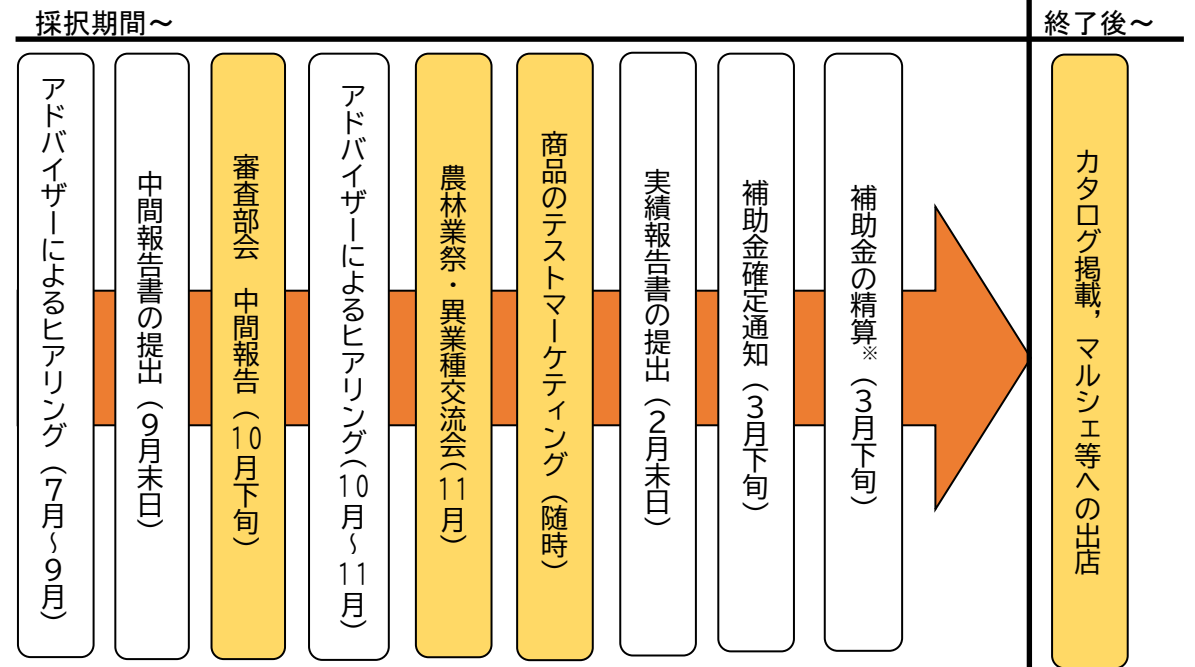 採択期間～
終了後～
アドバイザーによるヒアリング（７月～９月）
中間報告書の提出（９月末日）
審査部会　中間報告（10月下旬）
アドバイザーによるヒアリング(10月～11月)
農林業祭・異業種交流会(11月)
商品のテストマーケティング（随時）
実績報告書の提出（２月末日）
補助金確定通知（３月下旬）
補助金の精算※（３月下旬）
カタログ掲載，マルシェ等への出店